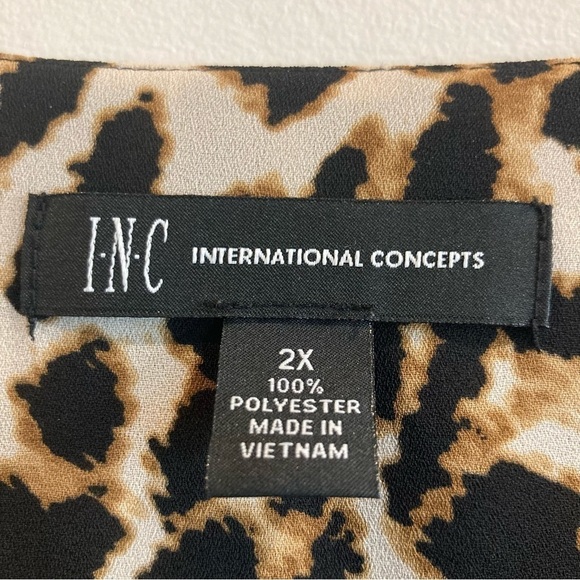 I·N·C INTERNATIONAL CONCEPTS
2X
100%
POLYESTER
MADE IN
VIETNAM